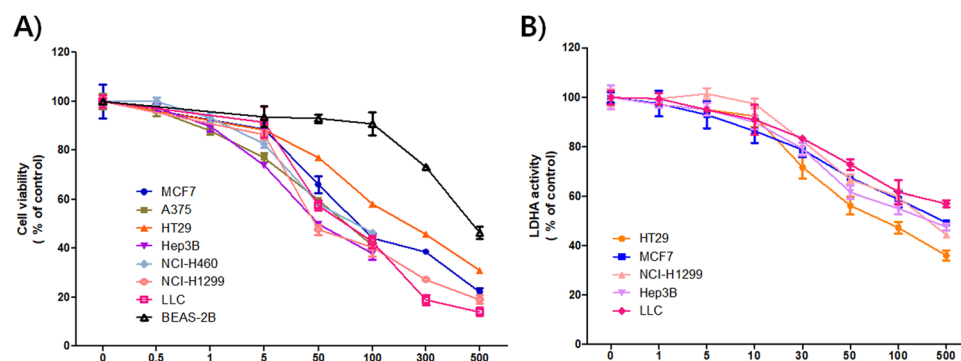 A)
120
100
80
60
40
20
0
Cell viability
( % of control)
MCF7
A375
HT29
Hep3B
NCI-H460
NCI-H1299
LLC
BEAS-2B
0 0.5 1 5 50 100 300 500
B)
120
100
80
60
40
20
0
LDHA activity
( % of control)
HT29
MCF7
NCI-H1299
Hep3B
LLC
0 1 5 10 30 50 100 500